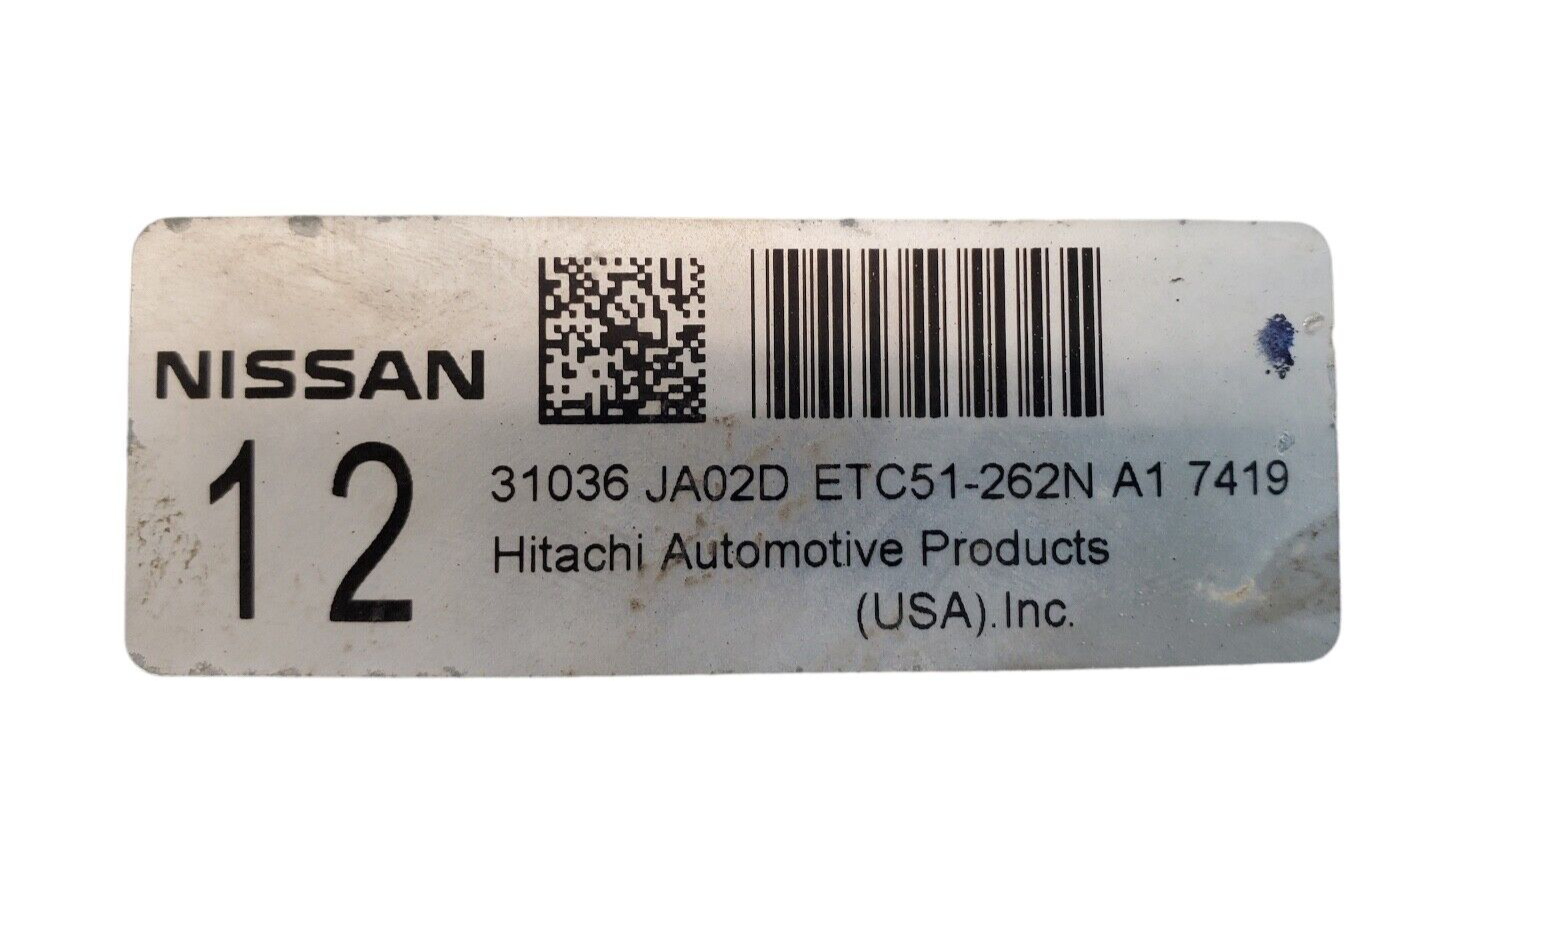 NISSAN
12
31036 JA02D ETC51-262N A1 7419
Hitachi Automotive Products
(USA).Inc.